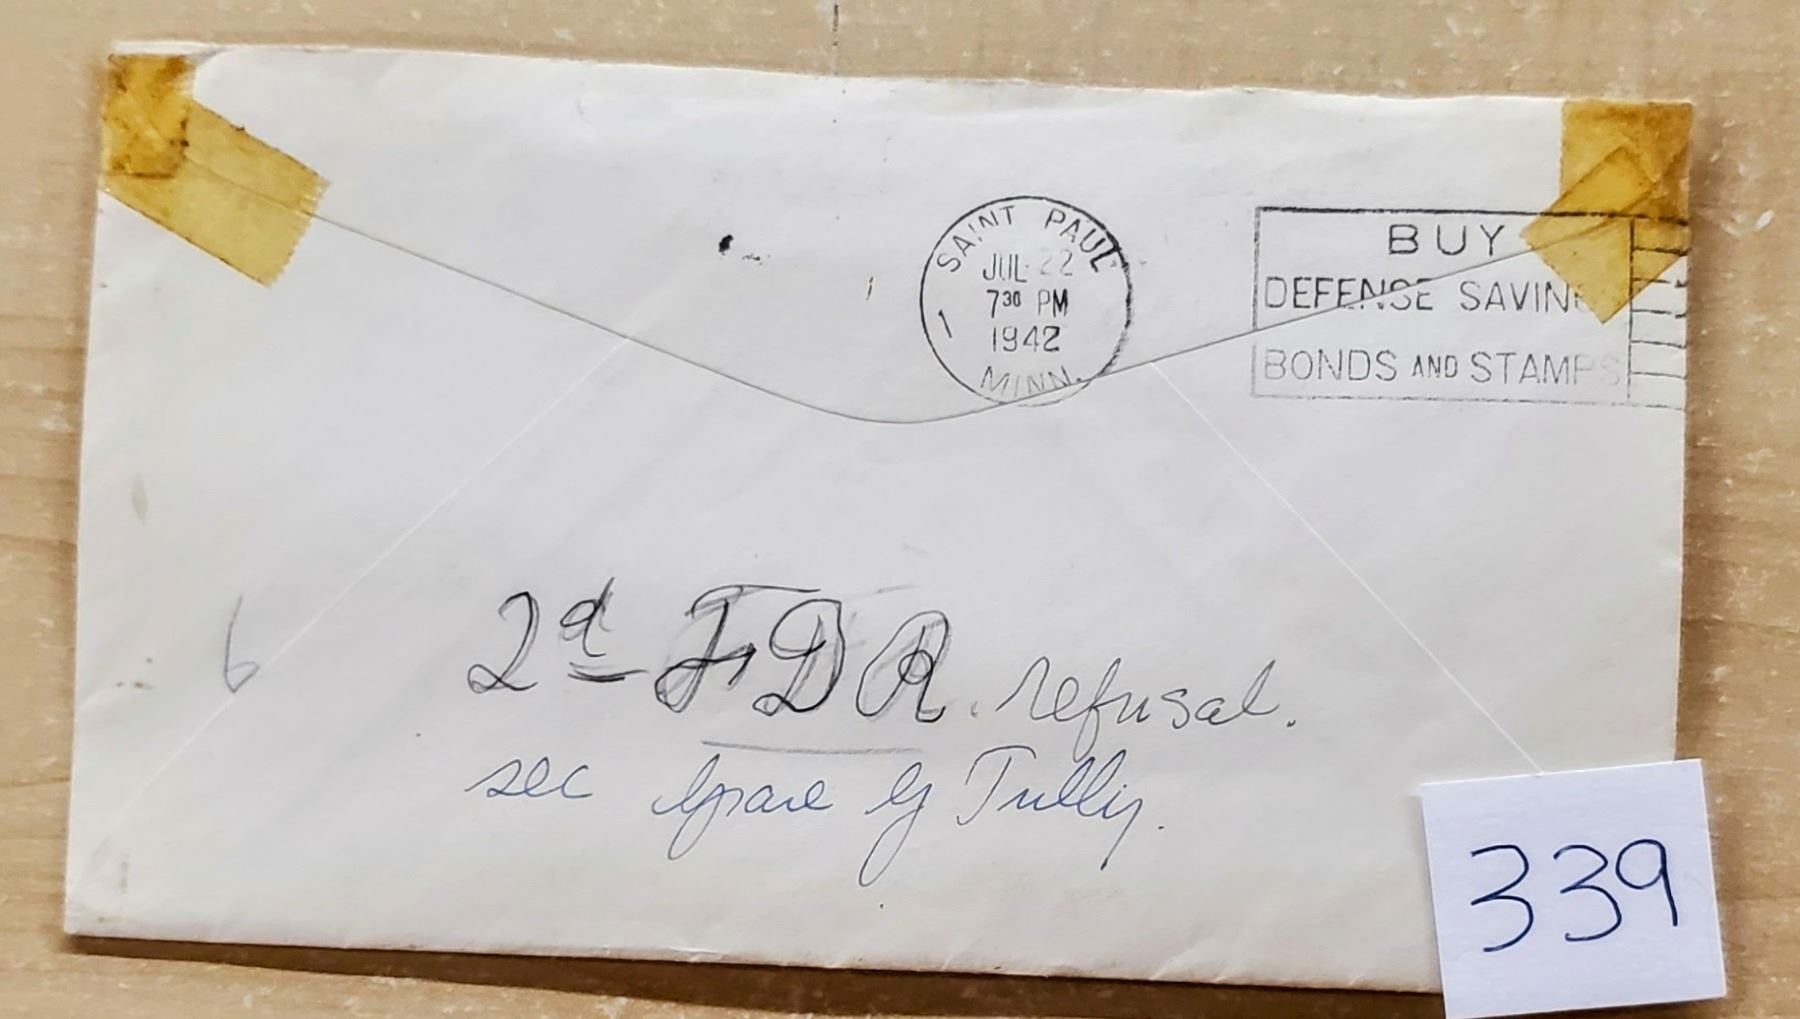 SAINT PAUL
JUL 22
7³⁰ PM
1942
1
MINN.
BUY
DEFENSE SAVING
BONDS AND STAMPS
6
2d FDR. refusal.
sec Grace G Tully.
339